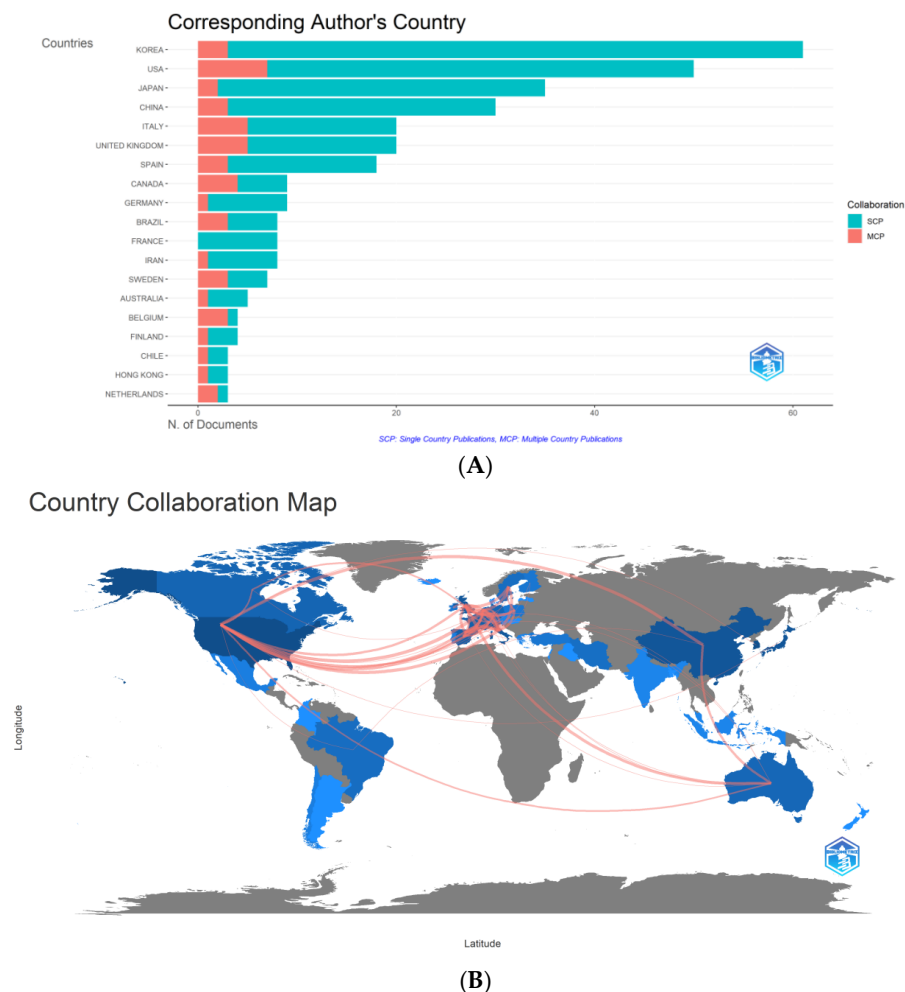 Corresponding Author's Country
Countries
KOREA
USA
JAPAN
CHINA
ITALY
UNITED KINGDOM
SPAIN
CANADA
GERMANY
BRAZIL
FRANCE
IRAN
SWEDEN
AUSTRALIA
BELGIUM
FINLAND
CHILE
HONG KONG
NETHERLANDS
Collaboration
SCP
MCP
0 20 40 60
N. of Documents
SCP: Single Country Publications, MCP: Multiple Country Publications
(A)
Country Collaboration Map
Longitude
Latitude
(B)